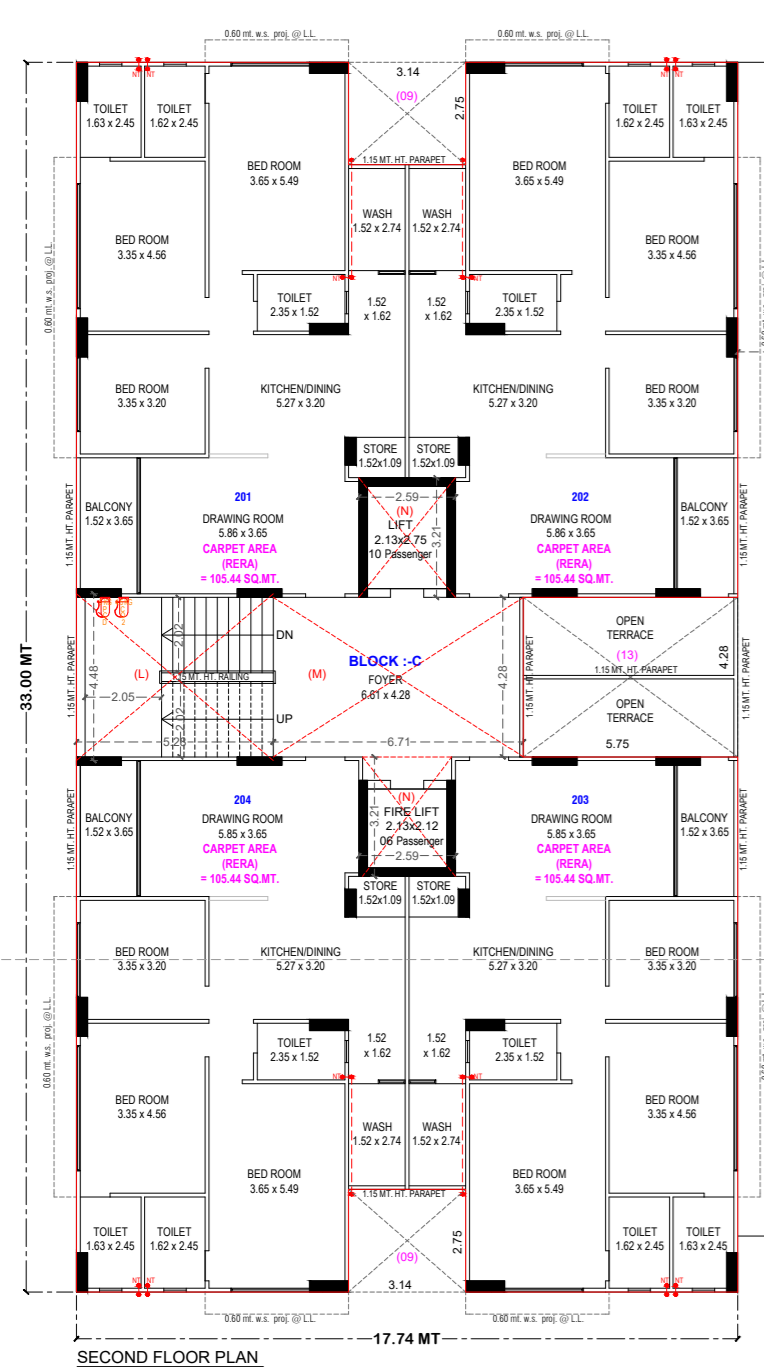 0.60 mt. w.s. proj. @ L.L.
0.60 mt. w.s. proj. @ L.L.
NT NT
3.14
NT NT
(09)
2.75
TOILET
1.63 x 2.45
TOILET
1.62 x 2.45
TOILET
1.62 x 2.45
TOILET
1.63 x 2.45
BED ROOM
3.65 x 5.49
1.15 MT. HT. PARAPET
BED ROOM
3.65 x 5.49
WASH
1.52 x 2.74
WASH
1.52 x 2.74
BED ROOM
3.35 x 4.56
BED ROOM
3.35 x 4.56
0.60 mt. w.s. proj. @ L.L.
NT
NT
TOILET
2.35 x 1.52
1.52
x 1.62
1.52
x 1.62
TOILET
2.35 x 1.52
BED ROOM
3.35 x 3.20
KITCHEN/DINING
5.27 x 3.20
KITCHEN/DINING
5.27 x 3.20
BED ROOM
3.35 x 3.20
STORE
1.52x1.09
STORE
1.52x1.09
1.15 MT. HT. PARAPET
BALCONY
1.52 x 3.65
201
DRAWING ROOM
5.86 x 3.65
CARPET AREA
(RERA)
= 105.44 SQ.MT.
2.59
(N)
LIFT
2.13x2.75
10 Passenger
3.21
202
DRAWING ROOM
5.86 x 3.65
CARPET AREA
(RERA)
= 105.44 SQ.MT.
BALCONY
1.52 x 3.65
1.15 MT. HT. PARAPET
33.00 MT
1.15 MT. HT. PARAPET
4.48
(L)
2.05
2.02
DN
5 MT. HT. RAILING
2.02
UP
5.28
(M)
BLOCK :-C
FOYER
6.61 x 4.28
6.71
4.28
1.15 MT. HT. PARAPET
OPEN
TERRACE
(13)
1.15 MT. HT. PARAPET
4.28
OPEN
TERRACE
5.75
1.15 MT. HT. PARAPET
1.15 MT. HT. PARAPET
BALCONY
1.52 x 3.65
204
DRAWING ROOM
5.85 x 3.65
CARPET AREA
(RERA)
= 105.44 SQ.MT.
3.21
(N)
FIRE LIFT
2.13x2.12
06 Passenger
2.59
203
DRAWING ROOM
5.85 x 3.65
CARPET AREA
(RERA)
= 105.44 SQ.MT.
BALCONY
1.52 x 3.65
1.15 MT. HT. PARAPET
STORE
1.52x1.09
STORE
1.52x1.09
BED ROOM
3.35 x 3.20
KITCHEN/DINING
5.27 x 3.20
KITCHEN/DINING
5.27 x 3.20
BED ROOM
3.35 x 3.20
0.60 mt. w.s. proj. @ L.L.
TOILET
2.35 x 1.52
1.52
x 1.62
1.52
x 1.62
TOILET
2.35 x 1.52
NT
NT
BED ROOM
3.35 x 4.56
BED ROOM
3.35 x 4.56
WASH
1.52 x 2.74
WASH
1.52 x 2.74
BED ROOM
3.65 x 5.49
BED ROOM
3.65 x 5.49
1.15 MT. HT. PARAPET
TOILET
1.63 x 2.45
TOILET
1.62 x 2.45
(09)
2.75
TOILET
1.62 x 2.45
TOILET
1.63 x 2.45
NT NT
3.14
NT NT
0.60 mt. w.s. proj. @ L.L.
0.60 mt. w.s. proj. @ L.L.
17.74 MT
SECOND FLOOR PLAN